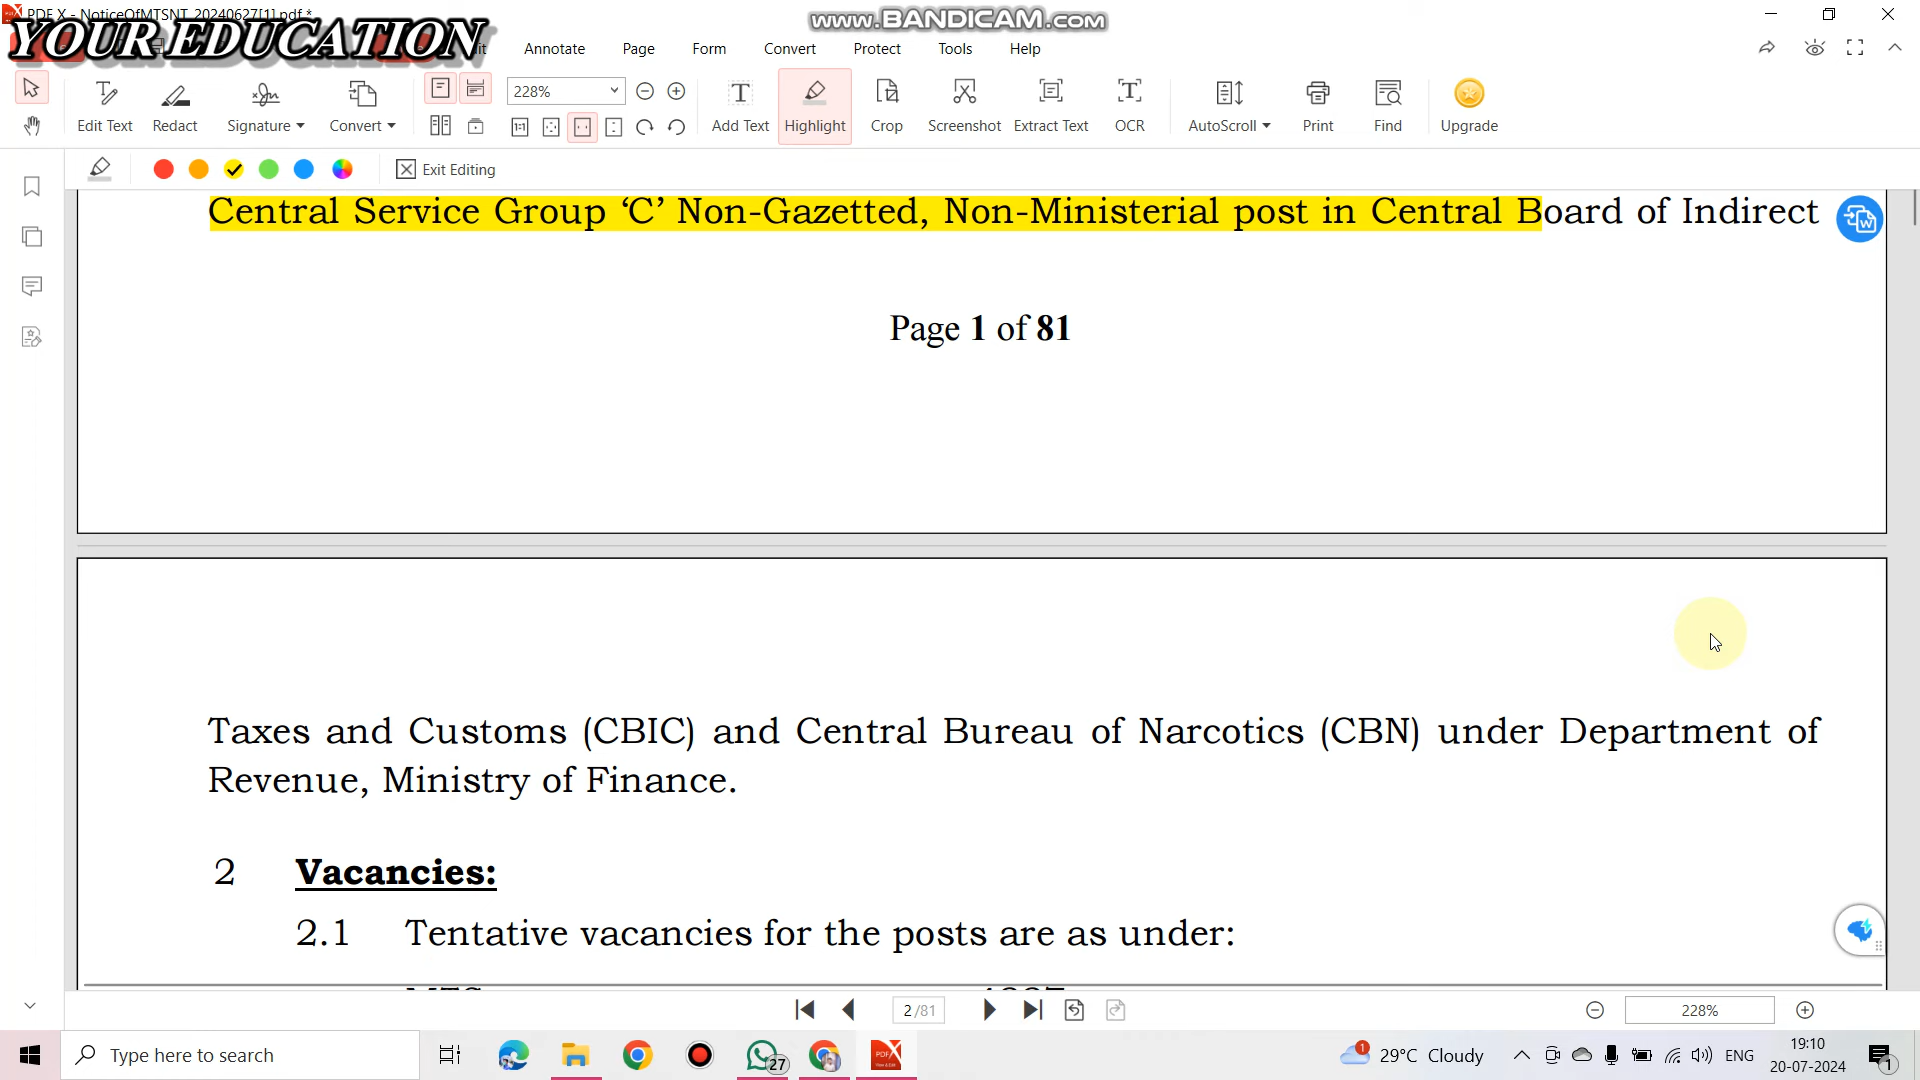 PDF X - NoticeOfMTSNT_20240627[1].pdf *
YOUR EDUCATION
www.BANDICAM.com
Annotate Page Form Convert Protect Tools Help
228%
Edit Text Redact Signature Convert Add Text Highlight Crop Screenshot Extract Text OCR AutoScroll Print Find Upgrade
Exit Editing
Central Service Group ‘C’ Non-Gazetted, Non-Ministerial post in Central Board of Indirect
Page 1 of 81
Taxes and Customs (CBIC) and Central Bureau of Narcotics (CBN) under Department of
Revenue, Ministry of Finance.
2 Vacancies:
2.1 Tentative vacancies for the posts are as under:
2 /81
228%
Type here to search
27
29°C Cloudy
ENG
19:10
20-07-2024